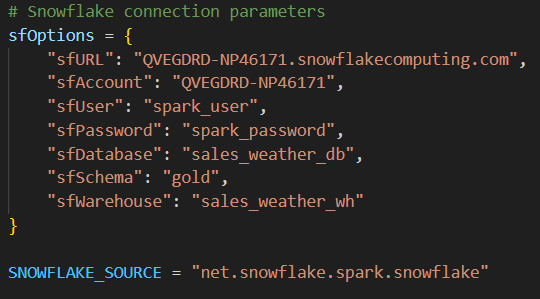 # Snowflake connection parameters
sfOptions = {
    "sfURL": "QVEGDRD-NP46171.snowflakecomputing.com",
    "sfAccount": "QVEGDRD-NP46171",
    "sfUser": "spark_user",
    "sfPassword": "spark_password",
    "sfDatabase": "sales_weather_db",
    "sfSchema": "gold",
    "sfWarehouse": "sales_weather_wh"
}
SNOWFLAKE_SOURCE = "net.snowflake.spark.snowflake"